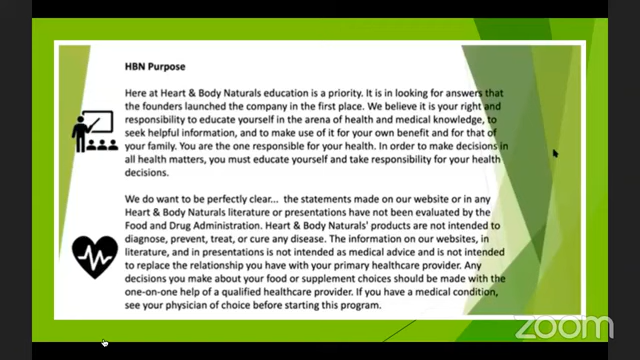 HBN Purpose
Here at Heart & Body Naturals education is a priority. It is in looking for answers that
the founders launched the company in the first place. We believe it is your right and
responsibility to educate yourself in the arena of health and medical knowledge, to
seek helpful information, and to make use of it for your own benefit and for that of
your family. You are the one responsible for your health. In order to make decisions in
all health matters, you must educate yourself and take responsibility for your health
decisions.
We do want to be perfectly clear... the statements made on our website or in any
Heart & Body Naturals literature or presentations have not been evaluated by the
Food and Drug Administration. Heart & Body Naturals' products are not intended to
diagnose, prevent, treat, or cure any disease. The information on our websites, in
literature, and in presentations is not intended as medical advice and is not intended
to replace the relationship you have with your primary healthcare provider. Any
decisions you make about your food or supplement choices should be made with the
one-on-one help of a qualified healthcare provider. If you have a medical condition,
see your physician of choice before starting this program.
zoom